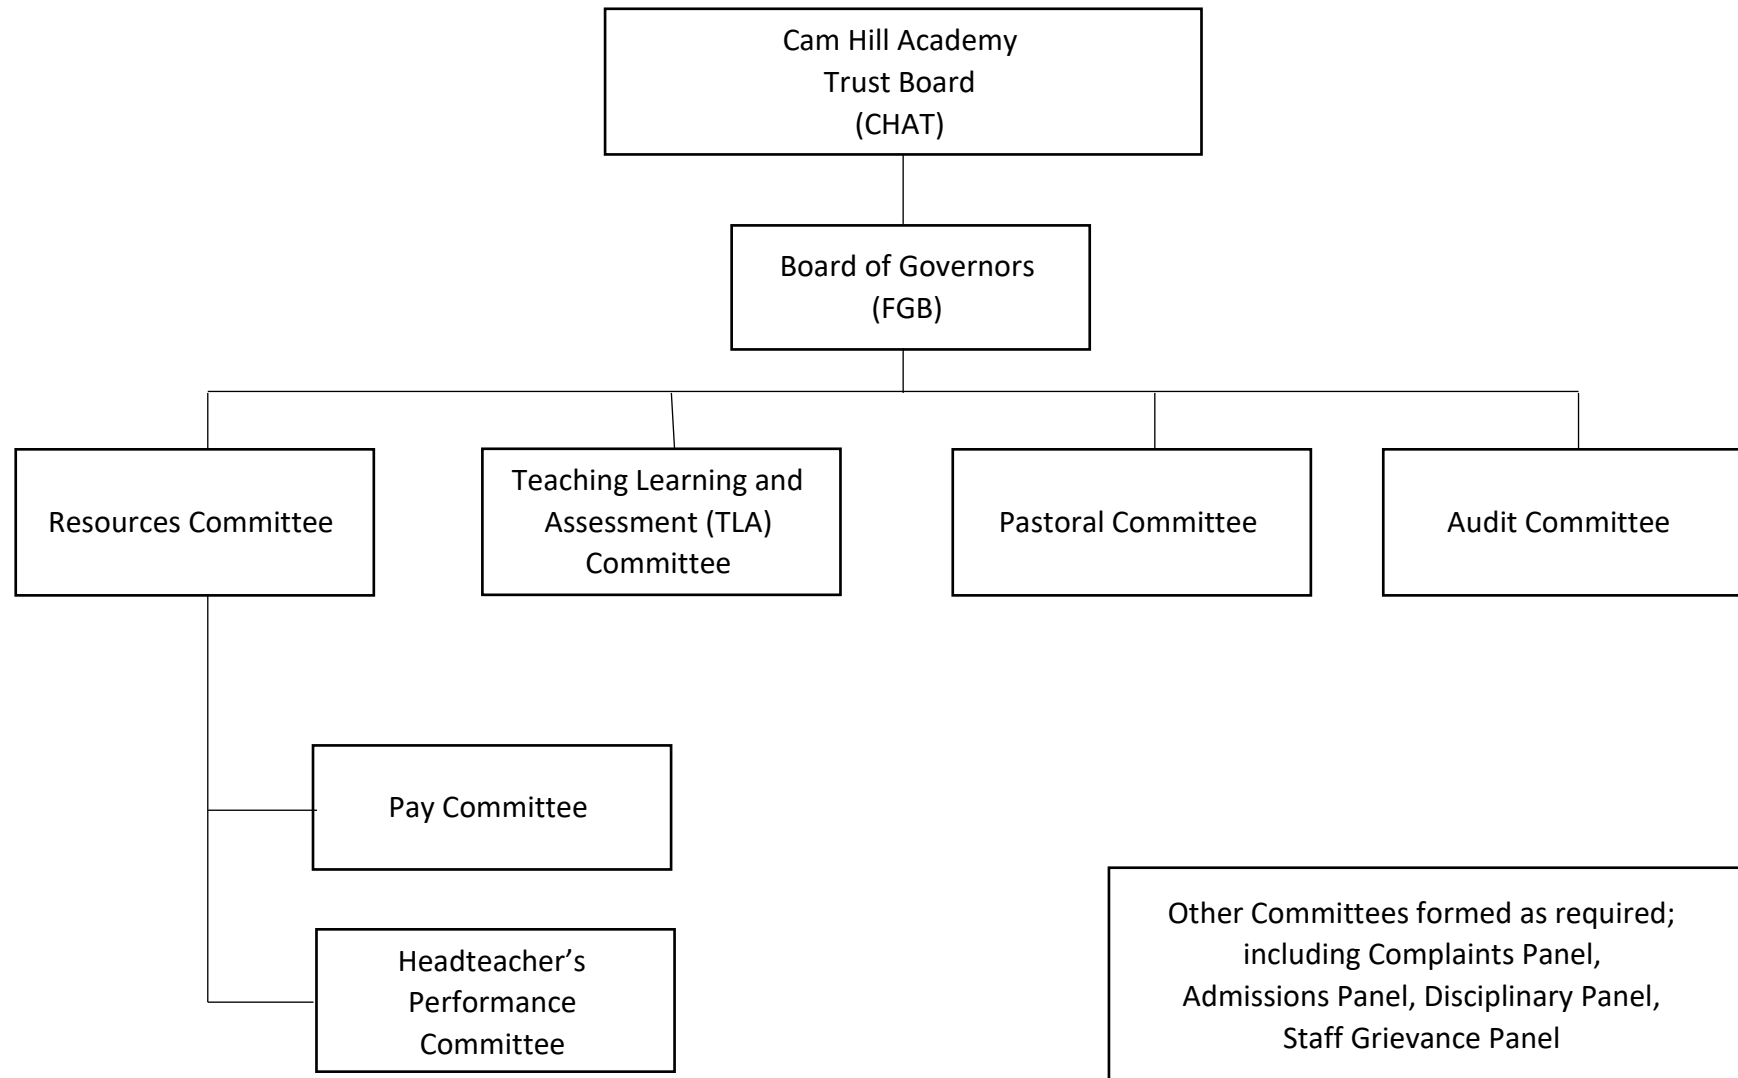 Cam Hill Academy
Trust Board
(CHAT)
Board of Governors
(FGB)
Resources Committee
Teaching Learning and
Assessment (TLA)
Committee
Pastoral Committee
Audit Committee
Pay Committee
Headteacher’s
Performance
Committee
Other Committees formed as required;
including Complaints Panel,
Admissions Panel, Disciplinary Panel,
Staff Grievance Panel